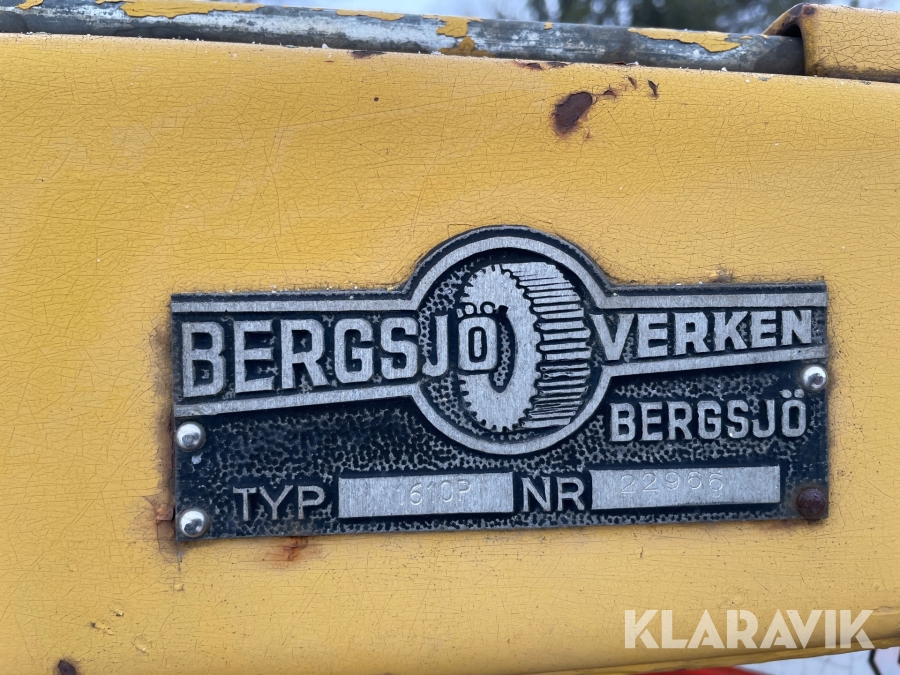 BERGSJÖ VERKEN
BERGSJÖ
TYP 1610P NR 22966
KLARAVIK